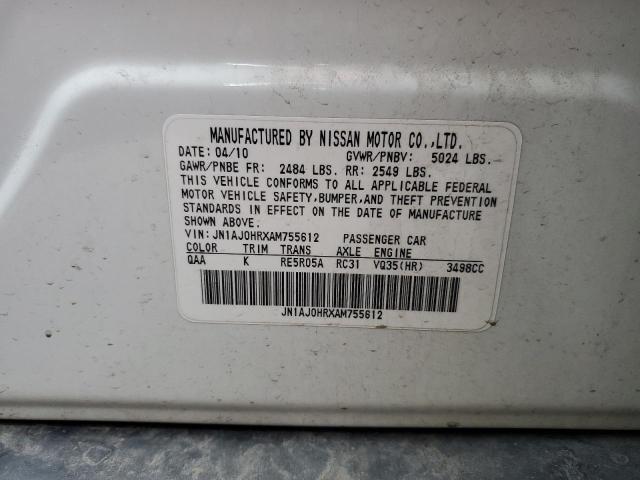 MANUFACTURED BY NISSAN MOTOR CO.,LTD.
DATE: 04/10 GVWR/PNBV: 5024 LBS.
GAWR/PNBE FR: 2484 LBS. RR: 2549 LBS.
THIS VEHICLE CONFORMS TO ALL APPLICABLE FEDERAL
MOTOR VEHICLE SAFETY,BUMPER,AND THEFT PREVENTION
STANDARDS IN EFFECT ON THE DATE OF MANUFACTURE
SHOWN ABOVE.
VIN:JN1AJ0HRXAM755612 PASSENGER CAR
COLOR TRIM TRANS AXLE ENGINE
QAA K RE5R05A RC31 VQ35(HR) 3498CC
JN1AJ0HRXAM755612